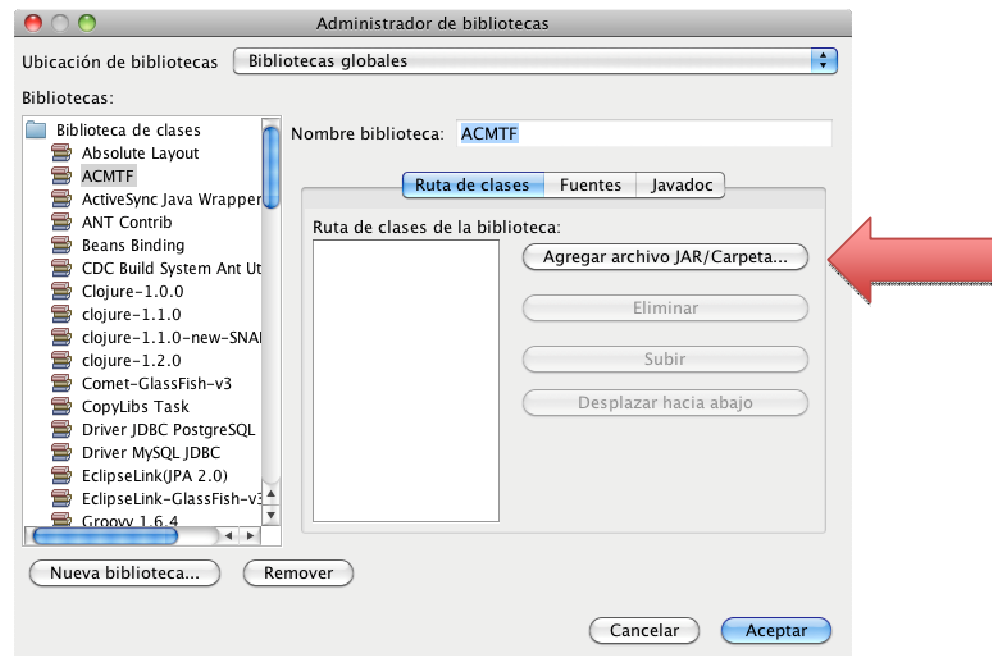 Administrador de bibliotecas
Ubicación de bibliotecas Bibliotecas globales
Bibliotecas:
Biblioteca de clases
Absolute Layout
ACMTF
ActiveSync Java Wrapper
ANT Contrib
Beans Binding
CDC Build System Ant Ut
Clojure-1.0.0
clojure-1.1.0
clojure-1.1.0-new-SNA
clojure-1.2.0
Comet-GlassFish-v3
CopyLibs Task
Driver JDBC PostgreSQL
Driver MySQL JDBC
EclipseLink(JPA 2.0)
EclipseLink-GlassFish-v3
Groovy 1.6.4
Nombre biblioteca: ACMTF
Ruta de clases Fuentes Javadoc
Ruta de clases de la biblioteca:
Agregar archivo JAR/Carpeta...
Eliminar
Subir
Desplazar hacia abajo
Nueva biblioteca... Remover
Cancelar Aceptar